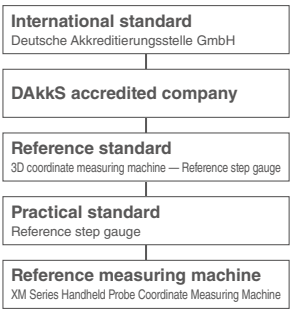 International standard
Deutsche Akkreditierungsstelle GmbH
DAkkS accredited company
Reference standard
3D coordinate measuring machine — Reference step gauge
Practical standard
Reference step gauge
Reference measuring machine
XM Series Handheld Probe Coordinate Measuring Machine